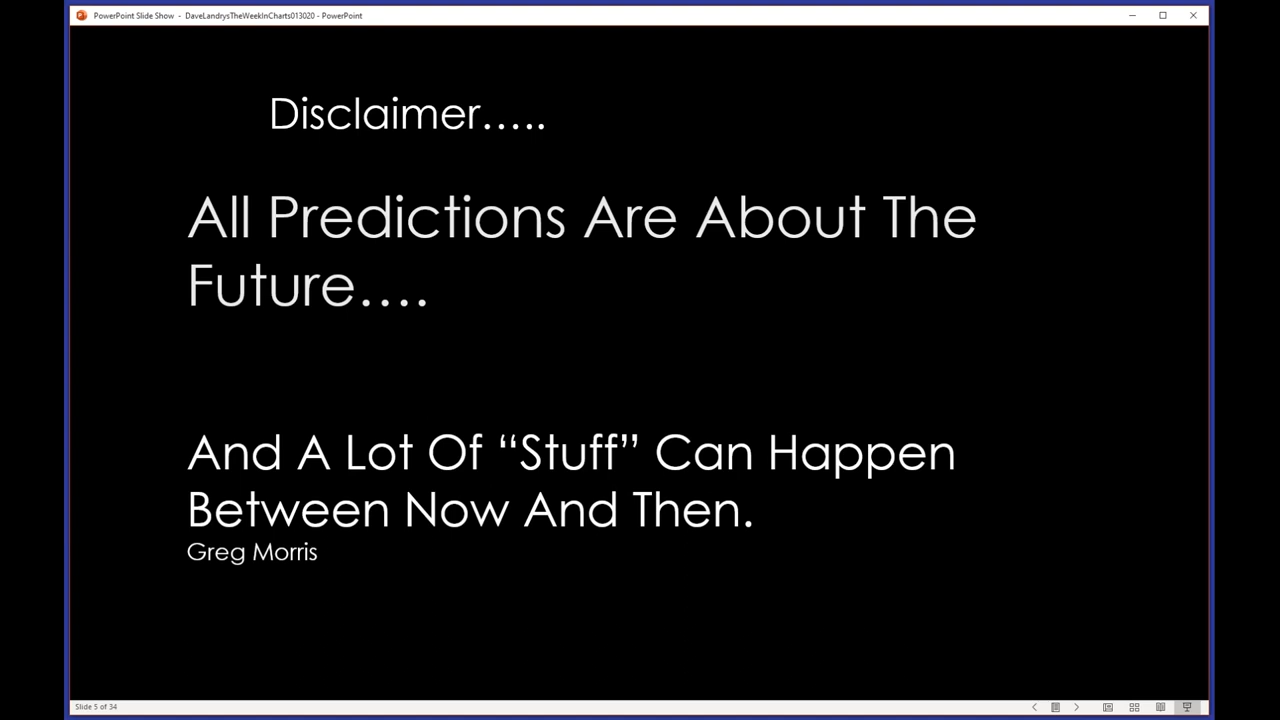 PowerPoint Slide Show - DaveLandrysTheWeekInCharts013020 - PowerPoint
Disclaimer.....
All Predictions Are About The
Future....
And A Lot Of “Stuff” Can Happen
Between Now And Then.
Greg Morris
Slide 5 of 34